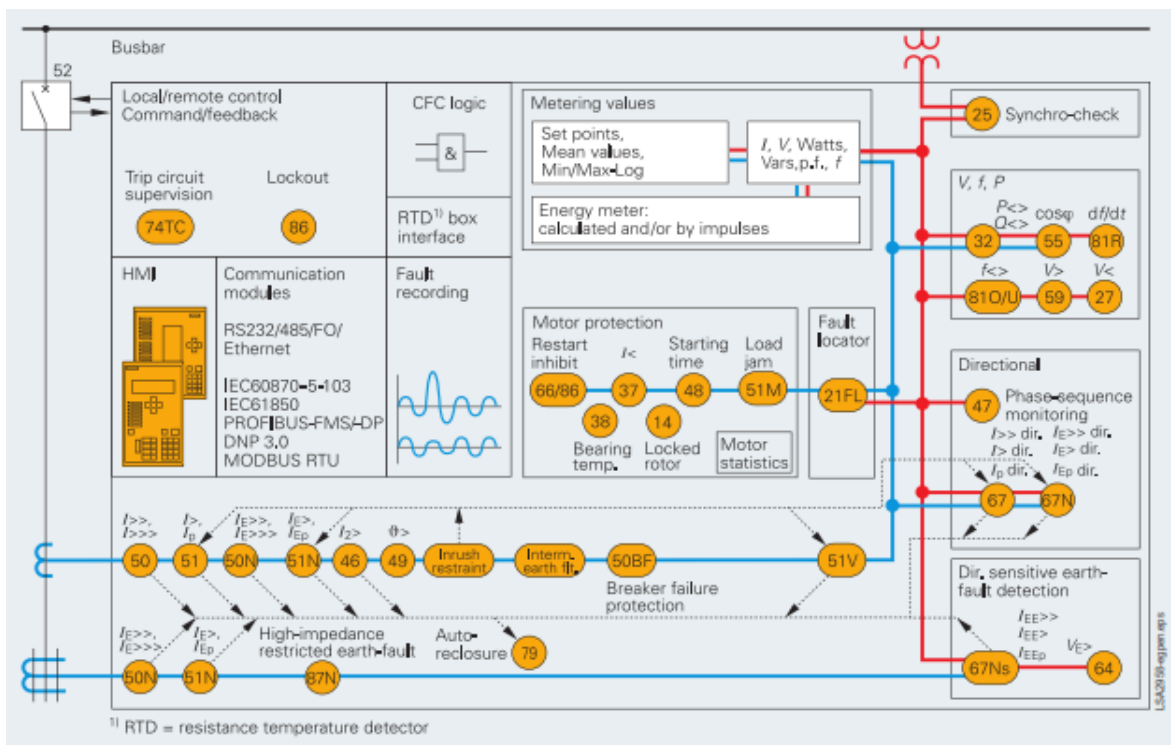 Busbar
52
Local/remote control
Command/feedback
Trip circuit
supervision
Lockout
74TC
86
CFC logic
&
RTD¹⁾ box
interface
HMI
Communication
modules
RS232/485/FO/
Ethernet
IEC60870-5-103
IEC61850
PROFIBUS-FMS/-DP
DNP 3.0
MODBUS RTU
Fault
recording
Metering values
Set points,
Mean values,
Min/Max-Log
I, V, Watts,
Vars,p.f., f
Energy meter:
calculated and/or by impulses
25 Synchro-check
V, f, P
P<>
Q<>
cosφ
df/dt
32
55
81R
f<>
V>
V<
81O/U
59
27
Motor protection
Restart
inhibit
I<
Starting
time
Load
jam
66/86
37
48
51M
38
14
Bearing
temp.
Locked
rotor
Motor
statistics
Fault
locator
21FL
Directional
47 Phase-sequence
monitoring
I>> dir.
I> dir.
Ip dir.
IE>> dir.
IE> dir.
IEp dir.
67
67N
I>>,
I>>>
I>,
Ip
IE>>,
IE>>>
IE>,
IEp
I2>
ϑ>
50
51
50N
51N
46
49
Inrush
restraint
Interm.
earth flt.
50BF
51V
Breaker failure
protection
Dir. sensitive earth-
fault detection
IEE>>
IEE>
IEEp
VE>
67Ns
64
IE>>,
IE>>>
IE>,
IEp
High-impedance
restricted earth-fault
Auto-
reclosure
79
50N
51N
87N
¹⁾ RTD = resistance temperature detector
LSA2958-egpen.eps